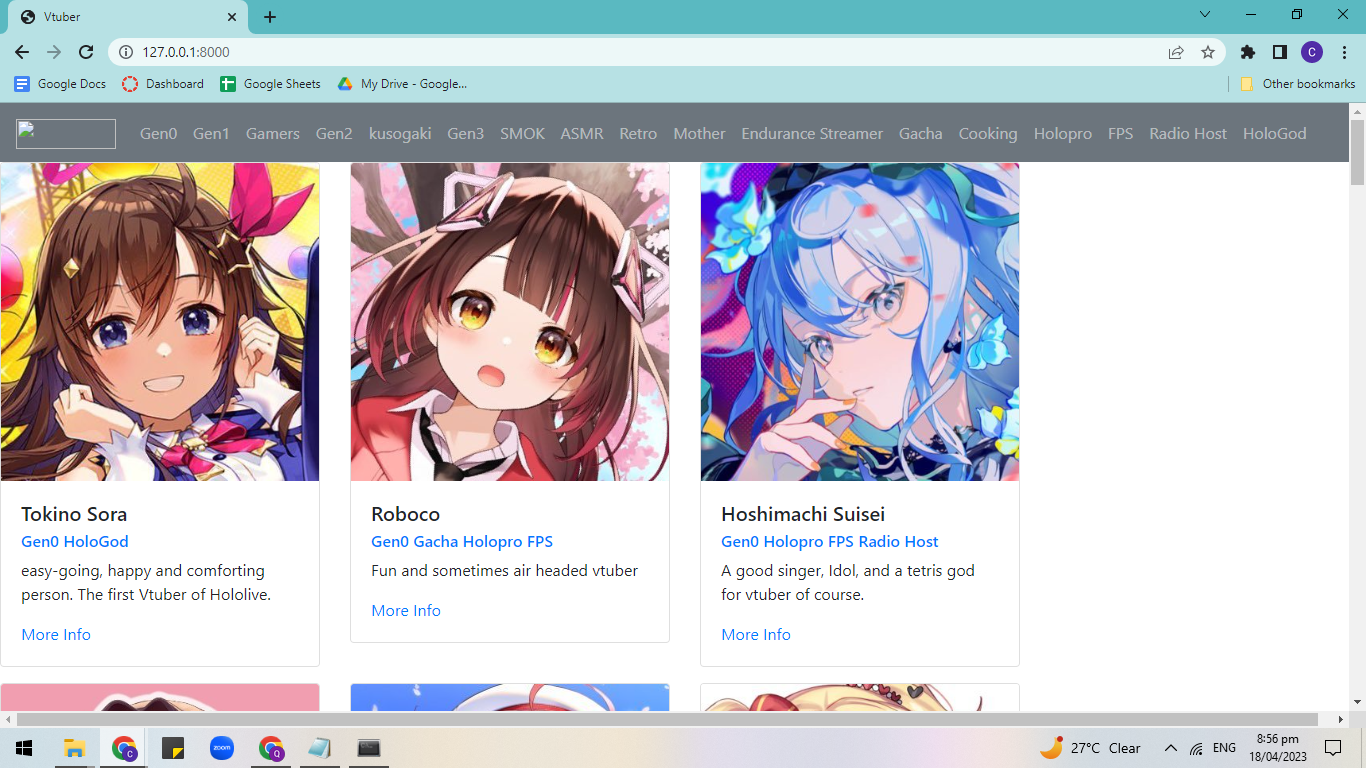 Vtuber
127.0.0.1:8000
C
Google Docs Dashboard Google Sheets My Drive - Google... Other bookmarks
Gen0 Gen1 Gamers Gen2 kusogaki Gen3 SMOK ASMR Retro Mother Endurance Streamer Gacha Cooking Holopro FPS Radio Host HoloGod
Tokino Sora
Gen0 HoloGod
easy-going, happy and comforting
person. The first Vtuber of Hololive.
More Info
Roboco
Gen0 Gacha Holopro FPS
Fun and sometimes air headed vtuber
More Info
Hoshimachi Suisei
Gen0 Holopro FPS Radio Host
A good singer, Idol, and a tetris god
for vtuber of course.
More Info
C zoom Q 27°C Clear ENG
8:56 pm
18/04/2023